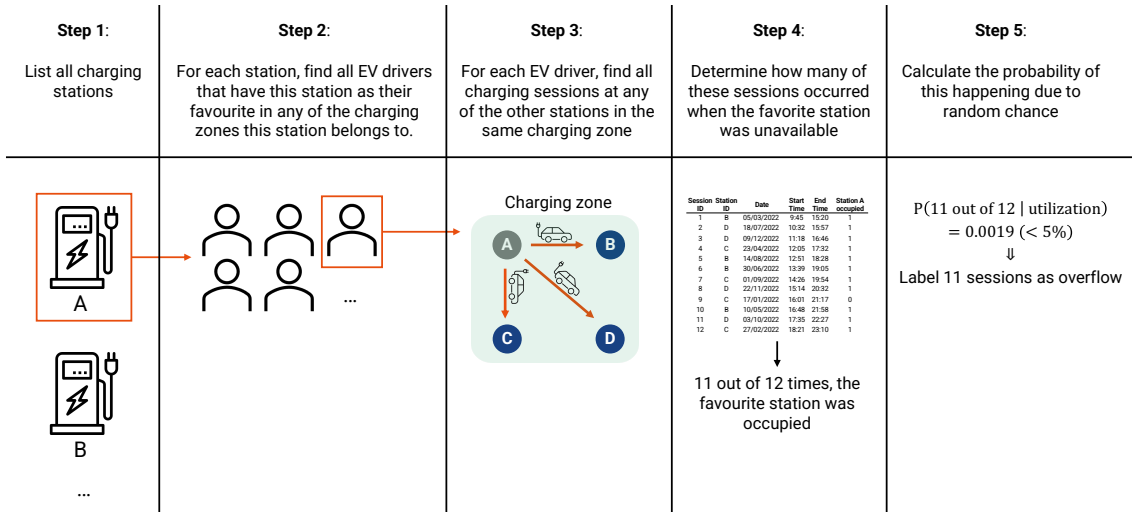 Step 1:
List all charging
stations
A
B
...
Step 2:
For each station, find all EV drivers
that have this station as their
favourite in any of the charging
zones this station belongs to.
...
Step 3:
For each EV driver, find all
charging sessions at any
of the other stations in the
same charging zone
Charging zone
A
B
C
D
Step 4:
Determine how many of
these sessions occurred
when the favorite station
was unavailable
Session ID Station ID Date Start Time End Time Station A occupied
1 B 05/03/2022 9:45 15:20 1
2 D 18/07/2022 10:32 15:57 1
3 D 09/12/2022 11:18 16:46 1
4 C 23/04/2022 12:05 17:32 1
5 B 14/08/2022 12:51 18:28 1
6 B 30/06/2022 13:39 19:05 1
7 C 01/09/2022 14:26 19:54 1
8 D 22/11/2022 15:14 20:32 1
9 C 17/01/2022 16:01 21:17 0
10 B 10/05/2022 16:48 21:58 1
11 D 03/10/2022 17:35 22:27 1
12 C 27/02/2022 18:21 23:10 1
11 out of 12 times, the
favourite station was
occupied
Step 5:
Calculate the probability of
this happening due to
random chance
P(11 out of 12 | utilization)
= 0.0019 (< 5%)
⇓
Label 11 sessions as overflow